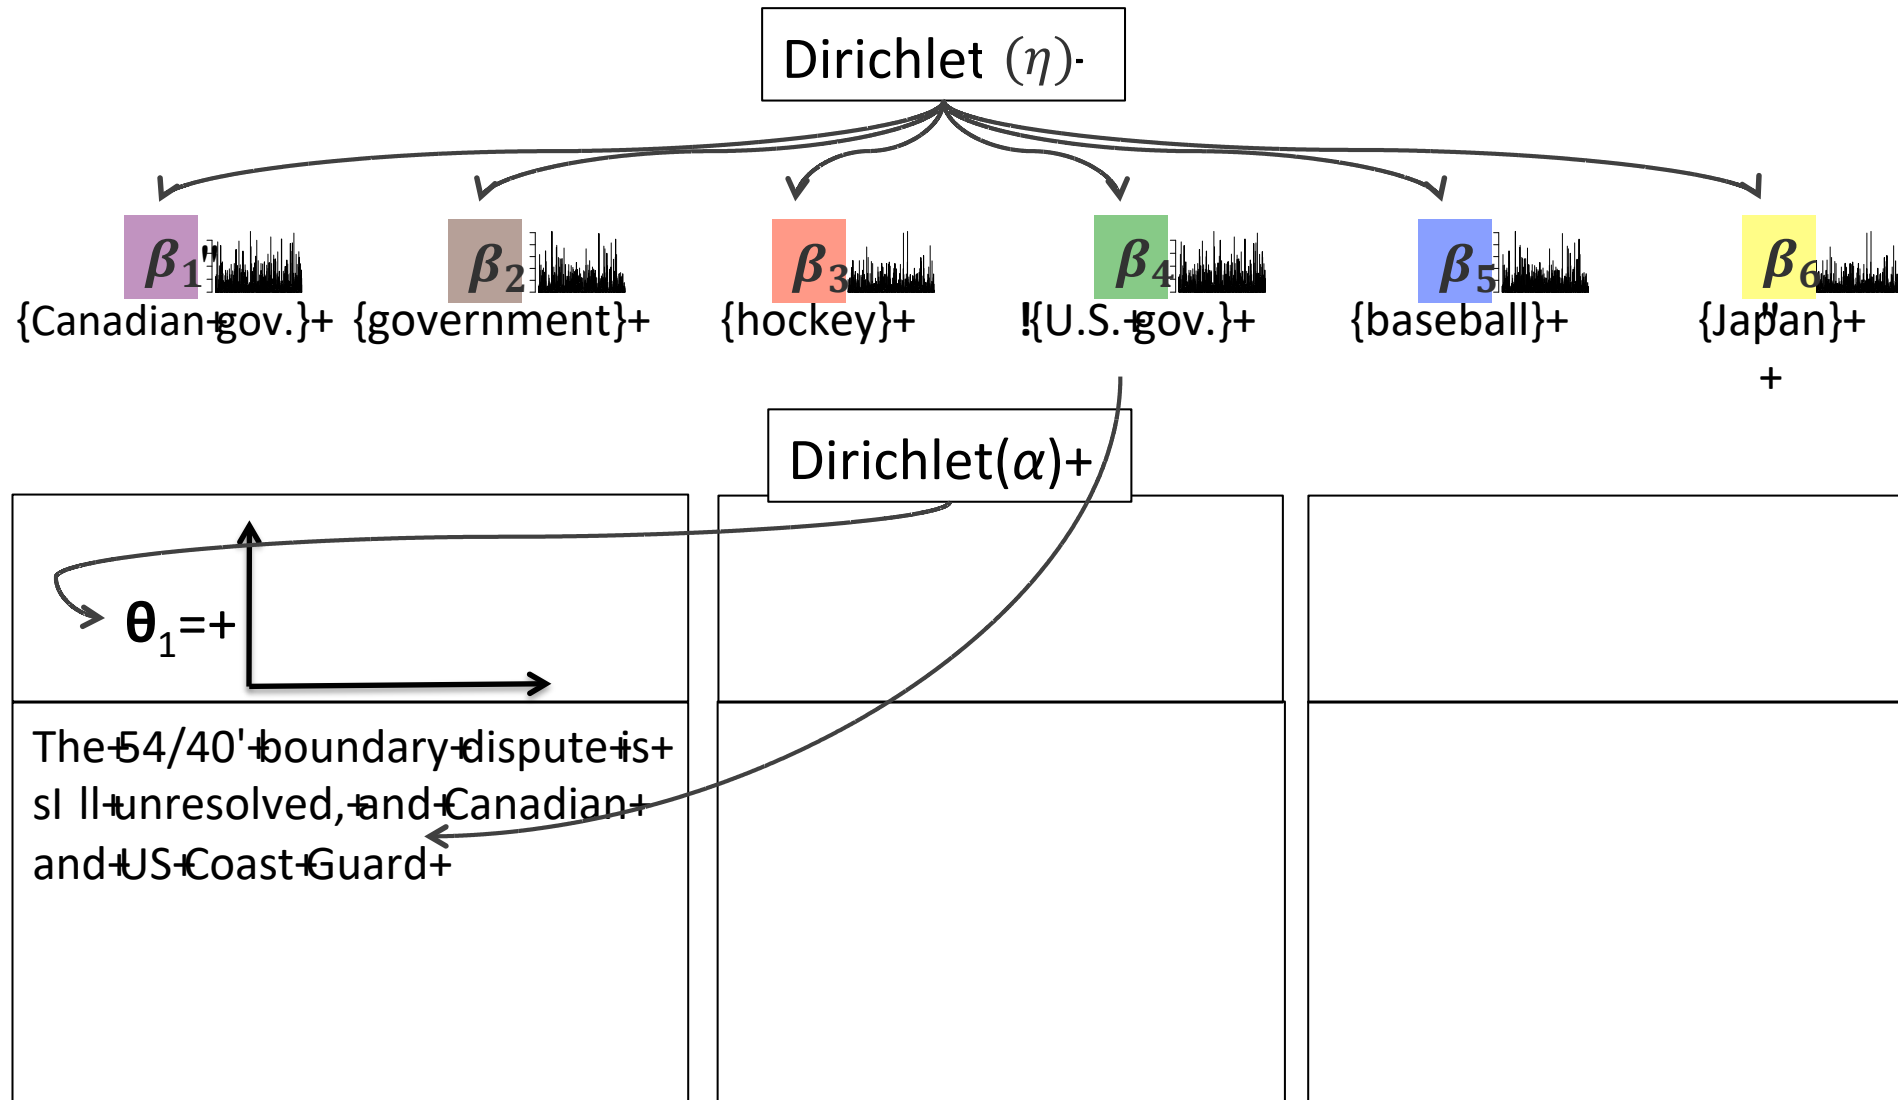 Dirichlet (η)-
β1" β2 β3 β4 β5 β6
{Canadian+gov.}+ {government}+ {hockey}+ !{U.S.+gov.}+ {baseball}+ {Japan}+"
+
Dirichlet(α)+
θ1=+
The+54/40'+boundary+dispute+is+
sI ll+unresolved,+and+Canadian+
and+US+Coast+Guard+